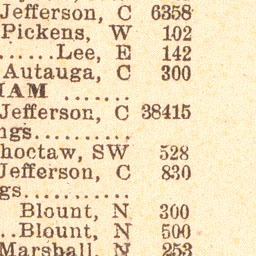 Jefferson, C 6358
Pickens, W 102
......Lee, E 142
Autauga, C 300
HAM .......
Jefferson, C 38415
ngs..........
hoctaw, SW 528
Jefferson, C 830
gs...........
Blount, N 300
...Blount, N 500
Marshall, N 253